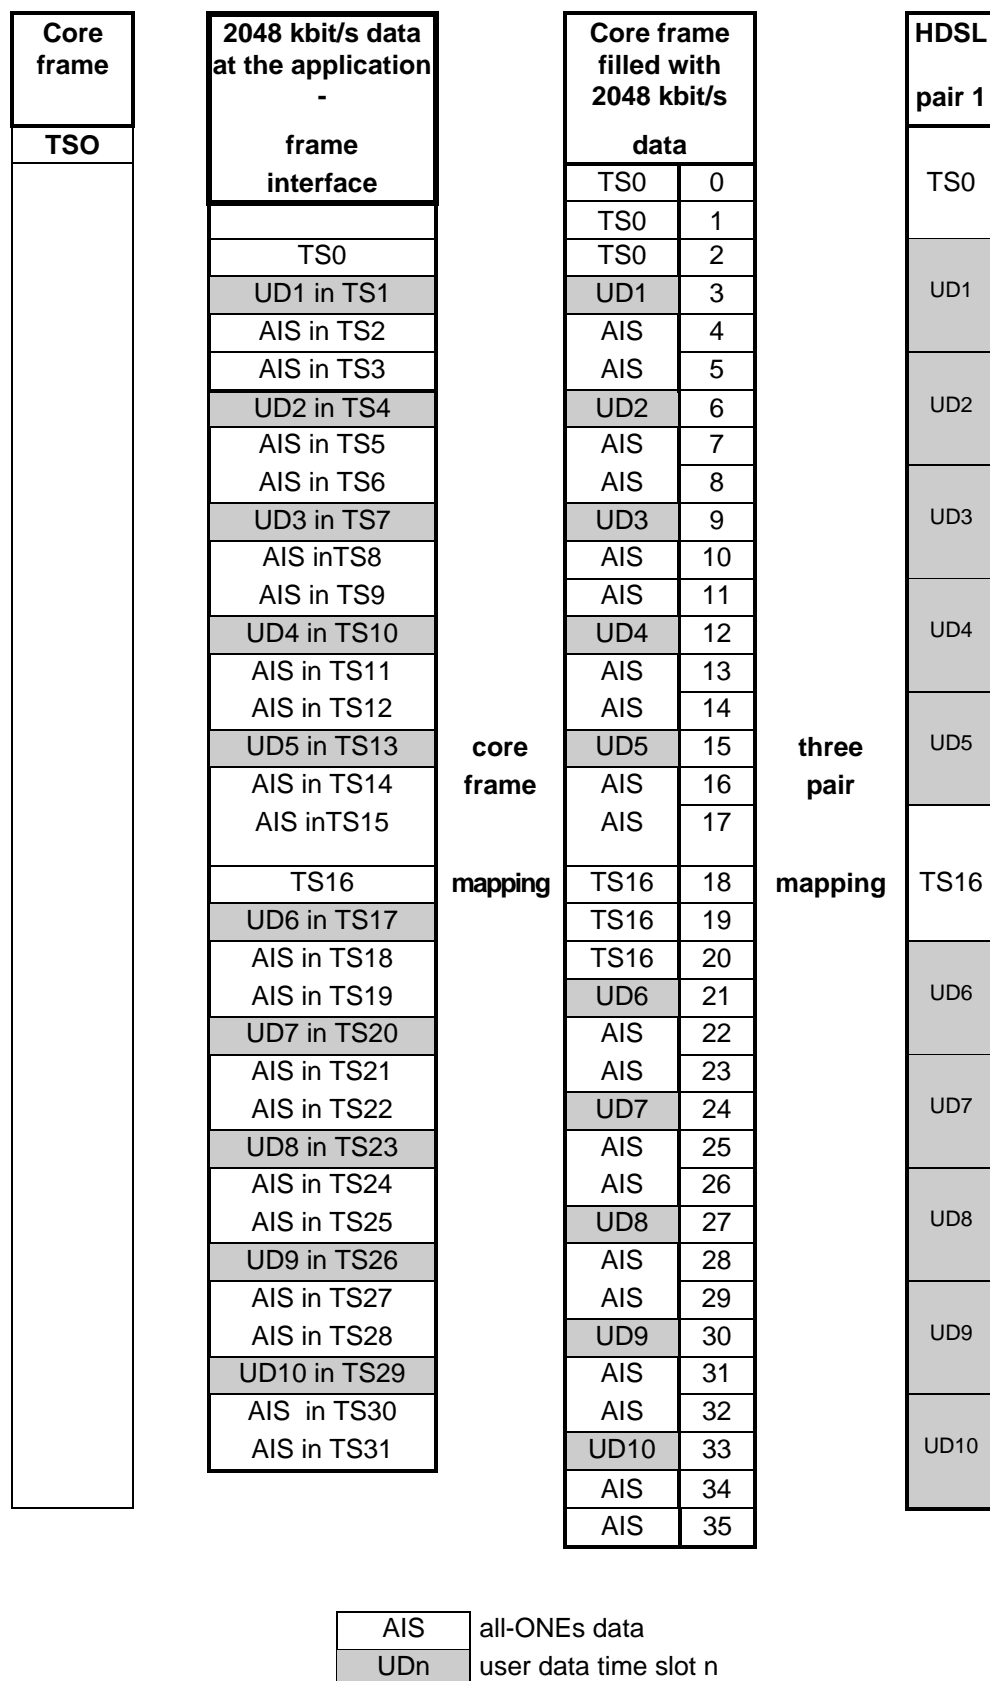 Core frame
2048 kbit/s data at the application - frame interface
Core frame filled with 2048 kbit/s data
HDSL pair 1
TSO
TS0 0
TS0
TS0 1
TS0
TS0 2
UD1 in TS1
UD1 3
UD1
AIS in TS2
AIS 4
AIS in TS3
AIS 5
UD2 in TS4
UD2 6
UD2
AIS in TS5
AIS 7
AIS in TS6
AIS 8
UD3 in TS7
UD3 9
UD3
AIS inTS8
AIS 10
AIS in TS9
AIS 11
UD4 in TS10
UD4 12
UD4
AIS in TS11
AIS 13
AIS in TS12
AIS 14
UD5 in TS13
core
UD5 15
three
UD5
AIS in TS14
frame
AIS 16
pair
AIS inTS15
AIS 17
TS16
mapping
TS16 18
mapping
TS16
UD6 in TS17
TS16 19
AIS in TS18
TS16 20
AIS in TS19
UD6 21
UD6
UD7 in TS20
AIS 22
AIS in TS21
AIS 23
AIS in TS22
UD7 24
UD7
UD8 in TS23
AIS 25
AIS in TS24
AIS 26
AIS in TS25
UD8 27
UD8
UD9 in TS26
AIS 28
AIS in TS27
AIS 29
AIS in TS28
UD9 30
UD9
UD10 in TS29
AIS 31
AIS in TS30
AIS 32
AIS in TS31
UD10 33
UD10
AIS 34
AIS 35
AIS all-ONEs data
UDn user data time slot n